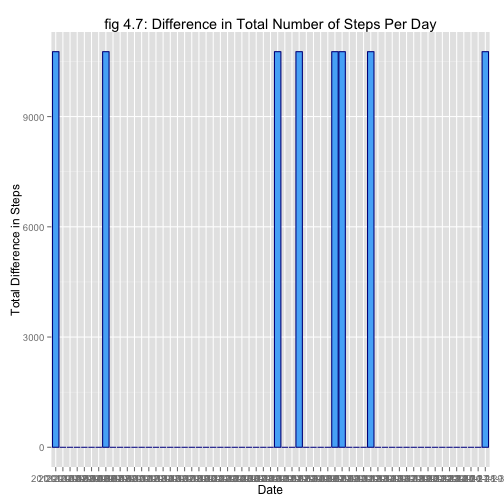 fig 4.7: Difference in Total Number of Steps Per Day
Total Difference in Steps
9000
6000
3000
0
Date